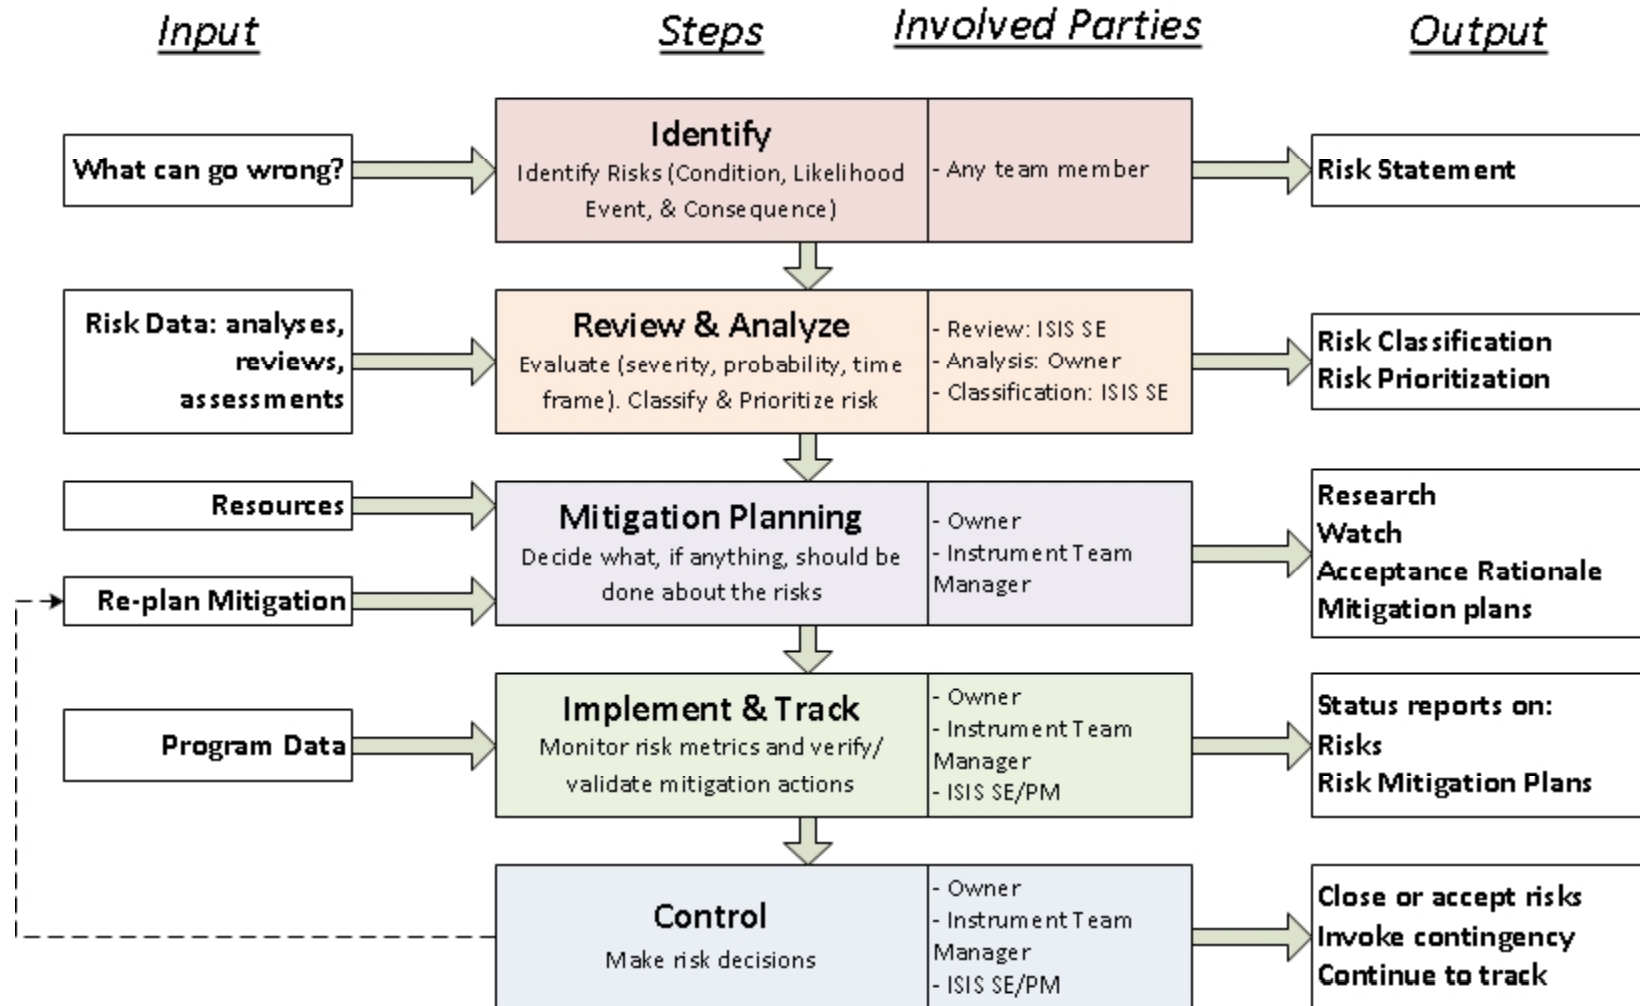 Input
Steps
Involved Parties
Output
What can go wrong?
Identify
Identify Risks (Condition, Likelihood
Event, & Consequence)
- Any team member
Risk Statement
Risk Data: analyses,
reviews,
assessments
Review & Analyze
Evaluate (severity, probability, time
frame). Classify & Prioritize risk
- Review: ISIS SE
- Analysis: Owner
- Classification: ISIS SE
Risk Classification
Risk Prioritization
Resources
Re-plan Mitigation
Mitigation Planning
Decide what, if anything, should be
done about the risks
- Owner
- Instrument Team
Manager
Research
Watch
Acceptance Rationale
Mitigation plans
Program Data
Implement & Track
Monitor risk metrics and verify/
validate mitigation actions
- Owner
- Instrument Team
Manager
- ISIS SE/PM
Status reports on:
Risks
Risk Mitigation Plans
Control
Make risk decisions
- Owner
- Instrument Team
Manager
- ISIS SE/PM
Close or accept risks
Invoke contingency
Continue to track